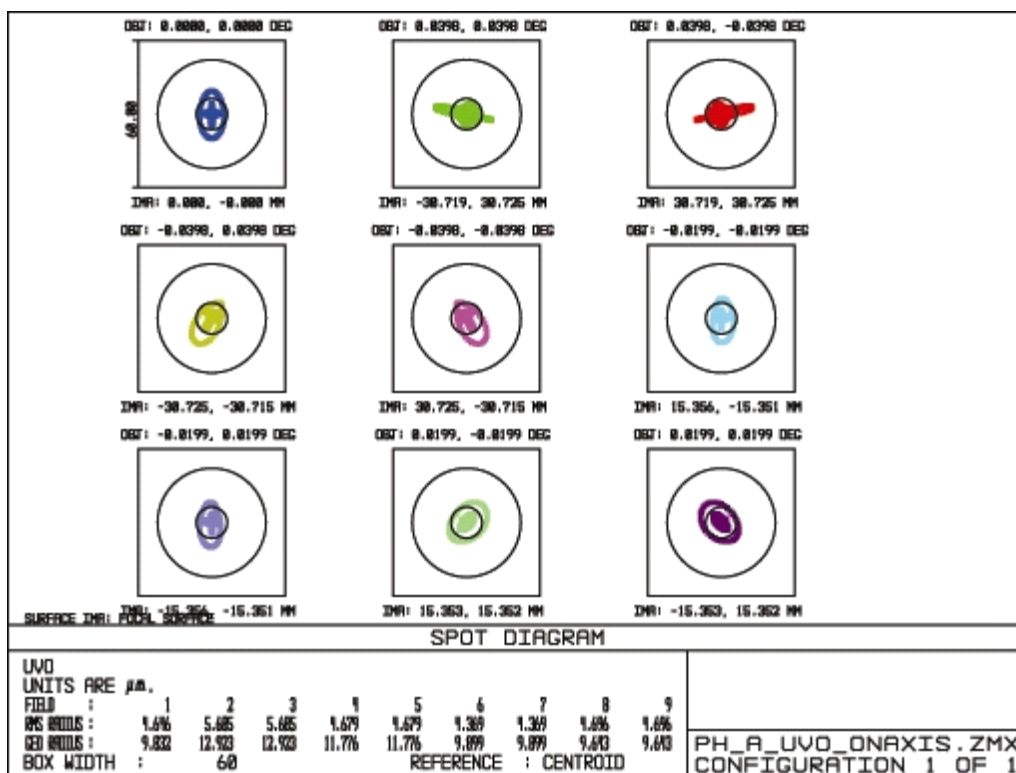 OBJ: 0.0000, 0.0000 DEG
OBJ: 0.0398, 0.0398 DEG
OBJ: 0.0398, -0.0398 DEG
60.00
IMA: 0.000, -0.000 MM
IMA: -30.719, 30.725 MM
IMA: 30.719, 30.725 MM
OBJ: -0.0398, 0.0398 DEG
OBJ: -0.0398, -0.0398 DEG
OBJ: -0.0199, -0.0199 DEG
IMA: -30.725, -30.715 MM
IMA: 30.725, -30.715 MM
IMA: 15.356, -15.351 MM
OBJ: -0.0199, 0.0199 DEG
OBJ: 0.0199, -0.0199 DEG
OBJ: 0.0199, 0.0199 DEG
IMA: -15.356, -15.351 MM
IMA: 15.353, 15.352 MM
IMA: -15.353, 15.352 MM
SURFACE IMA: FOCAL SURFACE
SPOT DIAGRAM
UVO
UNITS ARE µm.
FIELD : 1 2 3 4 5 6 7 8 9
RMS RADIUS : 5.605 5.605 4.679 4.679 4.369 4.369
GEO RADIUS : 9.832 12.923 12.923 11.776 11.776 9.899 9.899 9.643 9.643
BOX WIDTH : 60 REFERENCE : CENTROID
PH_A_UVO_ONAXIS.ZMX
CONFIGURATION 1 OF 1